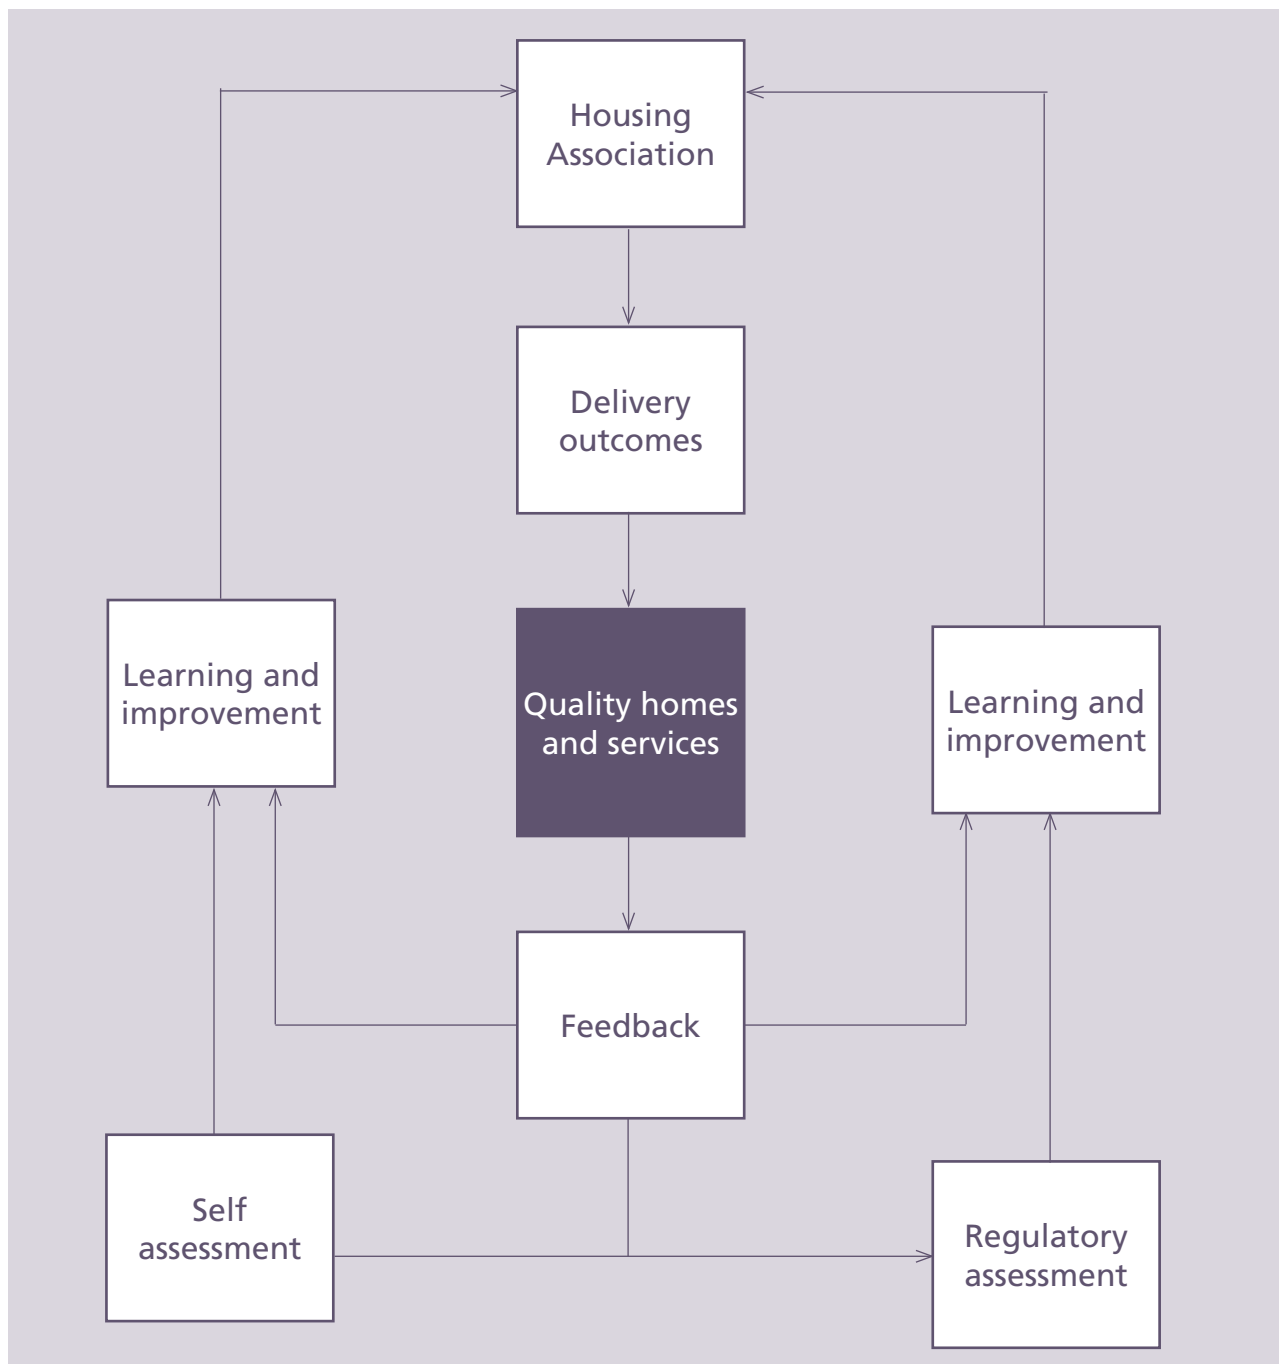 Housing
Association
Delivery
outcomes
Learning and
improvement
Quality homes
and services
Learning and
improvement
Feedback
Self
assessment
Regulatory
assessment